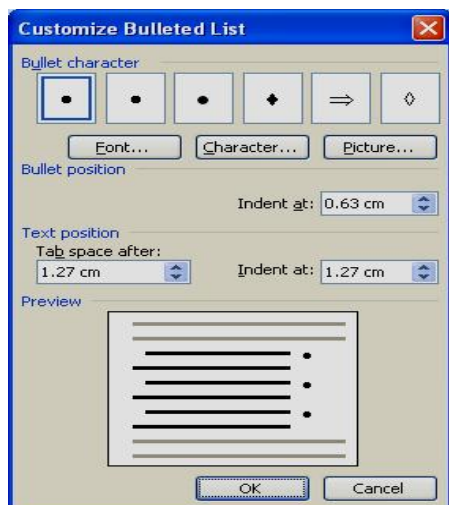 Customize Bulleted List
Bullet character
Font... Character... Picture...
Bullet position
Indent at: 0.63 cm
Text position
Tab space after:
1.27 cm Indent at: 1.27 cm
Preview
OK Cancel